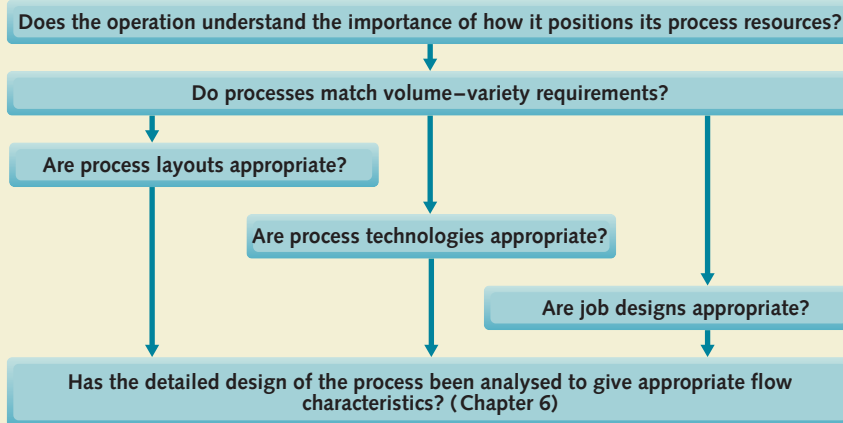 Does the operation understand the importance of how it positions its process resources?
Do processes match volume–variety requirements?
Are process layouts appropriate?
Are process technologies appropriate?
Are job designs appropriate?
Has the detailed design of the process been analysed to give appropriate flow
characteristics? (Chapter 6)